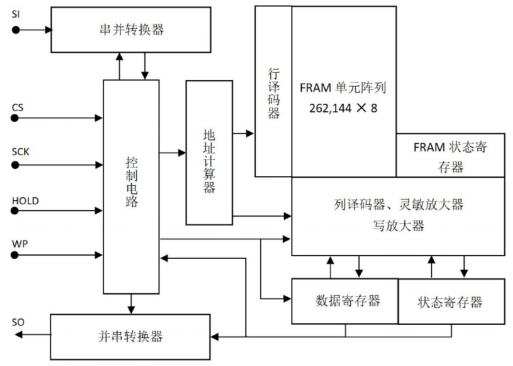 SI
串并转换器
CS
SCK
HOLD
WP
SO
控制电路
地址计算器
行译码器
FRAM 单元阵列
262,144 × 8
FRAM 状态寄
存器
列译码器、灵敏放大器
写放大器
数据寄存器
状态寄存器
并串转换器